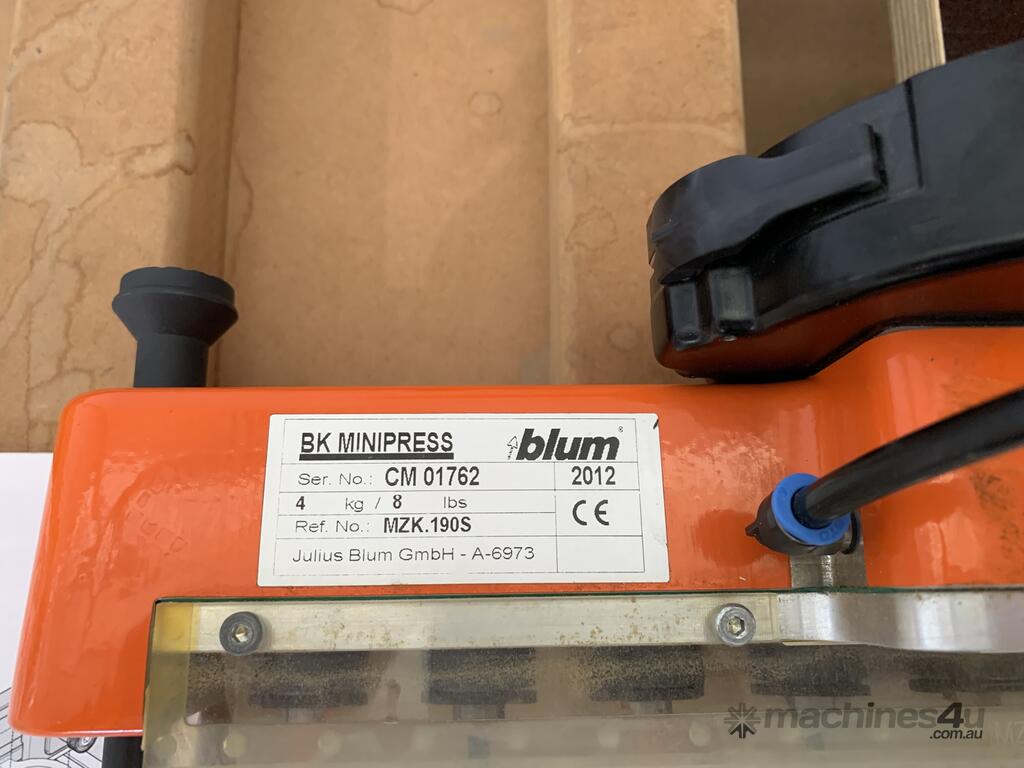 BK MINIPRESS blum®
Ser. No.: CM 01762 2012
4 kg / 8 lbs CE
Ref. No.: MZK.190S
Julius Blum GmbH - A-6973
machines4u
.com.au
MZ